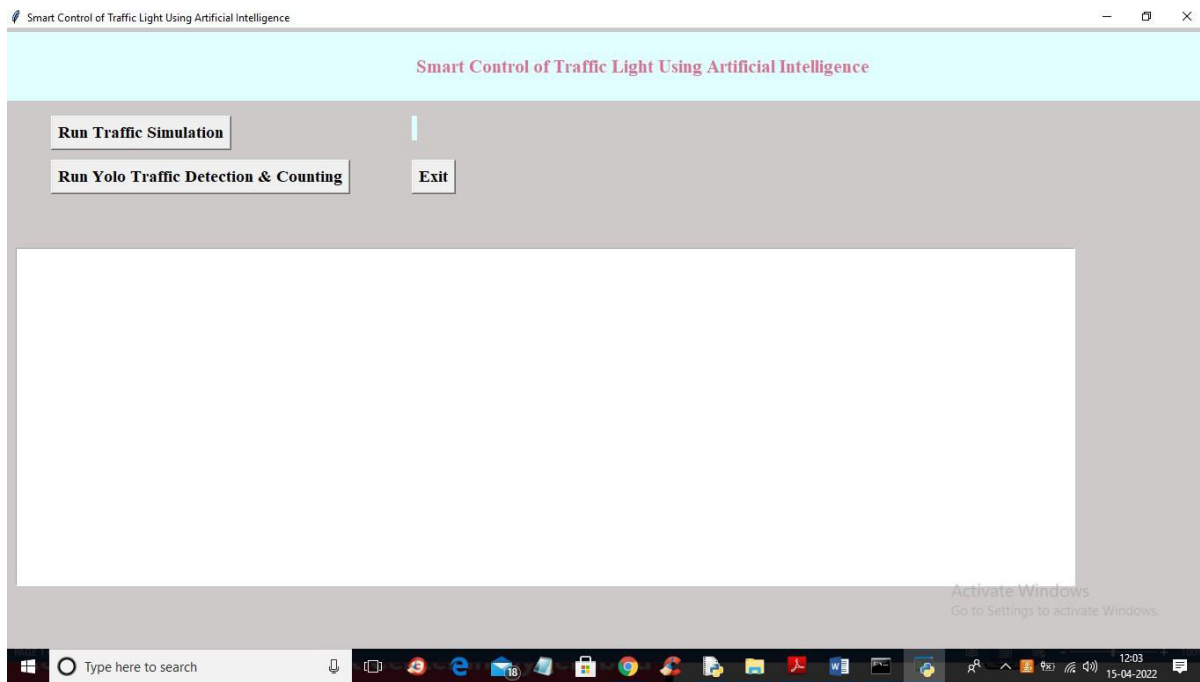 Smart Control of Traffic Light Using Artificial Intelligence
Smart Control of Traffic Light Using Artificial Intelligence
Run Traffic Simulation
Run Yolo Traffic Detection & Counting
Exit
Activate Windows
Go to Settings to activate Windows.
Type here to search
18
12:03
15-04-2022